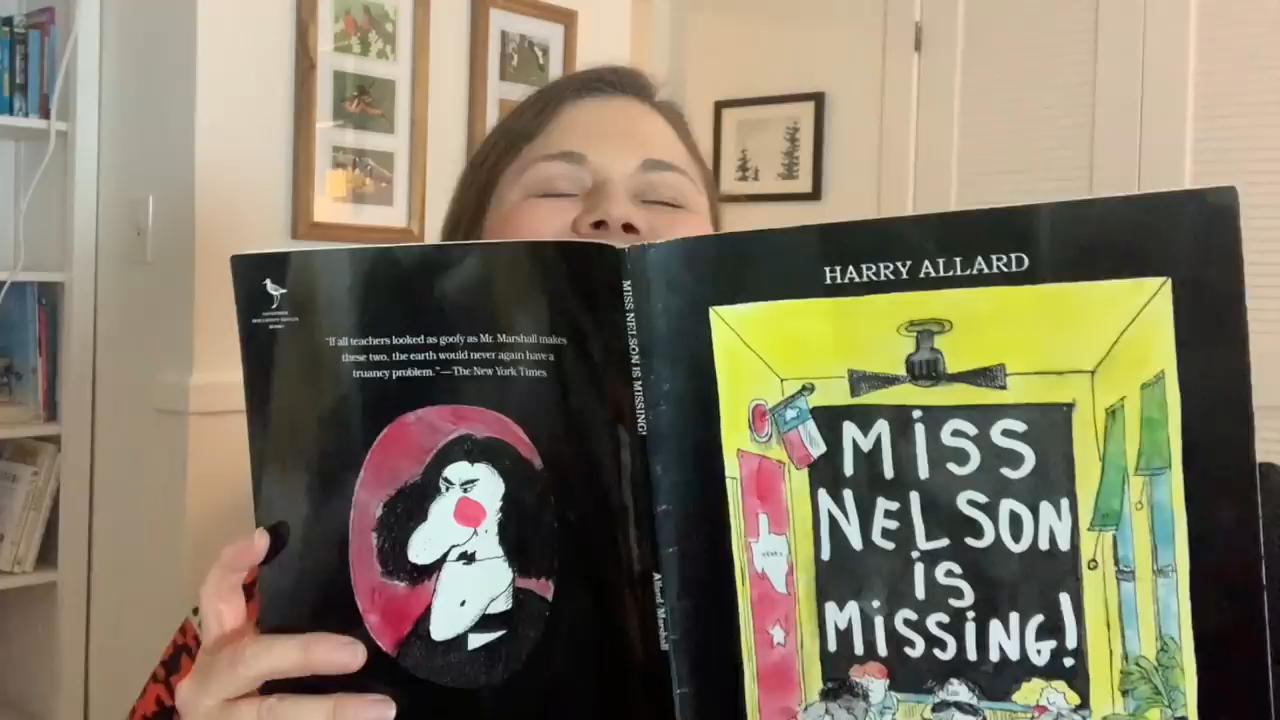 "If all teachers looked as goofy as Mr. Marshall makes
these two, the earth would never again have a
truancy problem."—The New York Times
MISS NELSON IS MISSING!
Allard/Marshall
HARRY ALLARD
MiSS
NELSON
iS
MiSSiNG!